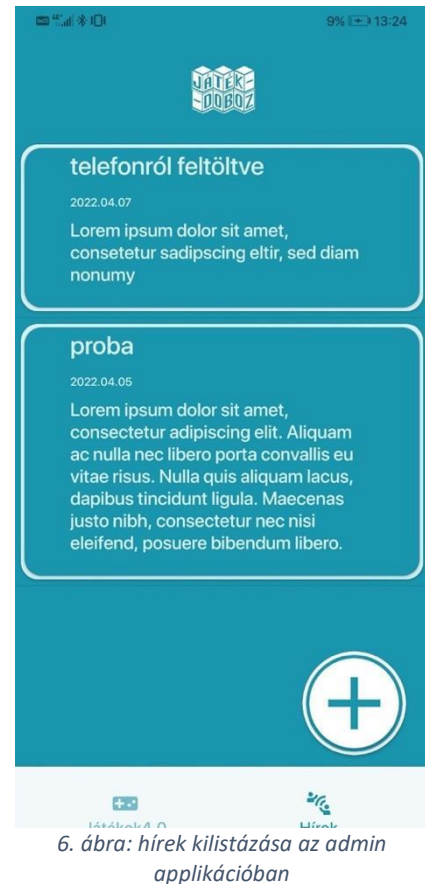 9% 13:24
JÁTÉK-
DOBOZ
telefonról feltöltve
2022.04.07
Lorem ipsum dolor sit amet,
consetetur sadipscing eltir, sed diam
nonumy
proba
2022.04.05
Lorem ipsum dolor sit amet,
consectetur adipiscing elit. Aliquam
ac nulla nec libero porta convallis eu
vitae risus. Nulla quis aliquam lacus,
dapibus tincidunt ligula. Maecenas
justo nibh, consectetur nec nisi
eleifend, posuere bibendum libero.
Játékok4.0 Hírek
6. ábra: hírek kilistázása az admin
applikációban